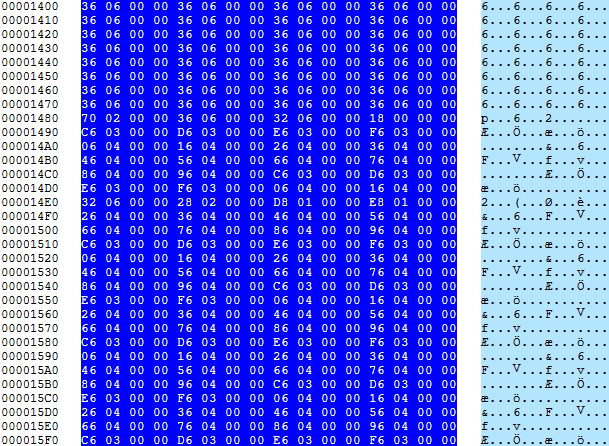 00001400 36 06 00 00 36 06 00 00 36 06 00 00 36 06 00 00 6...6...6...6...
00001410 36 06 00 00 36 06 00 00 36 06 00 00 36 06 00 00 6...6...6...6...
00001420 36 06 00 00 36 06 00 00 36 06 00 00 36 06 00 00 6...6...6...6...
00001430 36 06 00 00 36 06 00 00 36 06 00 00 36 06 00 00 6...6...6...6...
00001440 36 06 00 00 36 06 00 00 36 06 00 00 36 06 00 00 6...6...6...6...
00001450 36 06 00 00 36 06 00 00 36 06 00 00 36 06 00 00 6...6...6...6...
00001460 36 06 00 00 36 06 00 00 36 06 00 00 36 06 00 00 6...6...6...6...
00001470 36 06 00 00 36 06 00 00 36 06 00 00 36 06 00 00 6...6...6...6...
00001480 70 02 00 00 36 06 00 00 32 06 00 00 18 00 00 00 p...6...2.......
00001490 C6 03 00 00 D6 03 00 00 E6 03 00 00 F6 03 00 00 Æ...Ö...æ...ö...
000014A0 06 04 00 00 16 04 00 00 26 04 00 00 36 04 00 00 ........&...6...
000014B0 46 04 00 00 56 04 00 00 66 04 00 00 76 04 00 00 F...V...f...v...
000014C0 86 04 00 00 96 04 00 00 C6 03 00 00 D6 03 00 00 ........Æ...Ö...
000014D0 E6 03 00 00 F6 03 00 00 06 04 00 00 16 04 00 00 æ...ö...........
000014E0 32 06 00 00 28 02 00 00 D8 01 00 00 E8 01 00 00 2...(...Ø...è...
000014F0 26 04 00 00 36 04 00 00 46 04 00 00 56 04 00 00 &...6...F...V...
00001500 66 04 00 00 76 04 00 00 86 04 00 00 96 04 00 00 f...v...........
00001510 C6 03 00 00 D6 03 00 00 E6 03 00 00 F6 03 00 00 Æ...Ö...æ...ö...
00001520 06 04 00 00 16 04 00 00 26 04 00 00 36 04 00 00 ........&...6...
00001530 46 04 00 00 56 04 00 00 66 04 00 00 76 04 00 00 F...V...f...v...
00001540 86 04 00 00 96 04 00 00 C6 03 00 00 D6 03 00 00 ........Æ...Ö...
00001550 E6 03 00 00 F6 03 00 00 06 04 00 00 16 04 00 00 æ...ö...........
00001560 26 04 00 00 36 04 00 00 46 04 00 00 56 04 00 00 &...6...F...V...
00001570 66 04 00 00 76 04 00 00 86 04 00 00 96 04 00 00 f...v...........
00001580 C6 03 00 00 D6 03 00 00 E6 03 00 00 F6 03 00 00 Æ...Ö...æ...ö...
00001590 06 04 00 00 16 04 00 00 26 04 00 00 36 04 00 00 ........&...6...
000015A0 46 04 00 00 56 04 00 00 66 04 00 00 76 04 00 00 F...V...f...v...
000015B0 86 04 00 00 96 04 00 00 C6 03 00 00 D6 03 00 00 ........Æ...Ö...
000015C0 E6 03 00 00 F6 03 00 00 06 04 00 00 16 04 00 00 æ...ö...........
000015D0 26 04 00 00 36 04 00 00 46 04 00 00 56 04 00 00 &...6...F...V...
000015E0 66 04 00 00 76 04 00 00 86 04 00 00 96 04 00 00 f...v...........
000015F0 C6 03 00 00 D6 03 00 00 E6 03 00 00 F6 03 00 00 Æ...Ö...æ...ö...